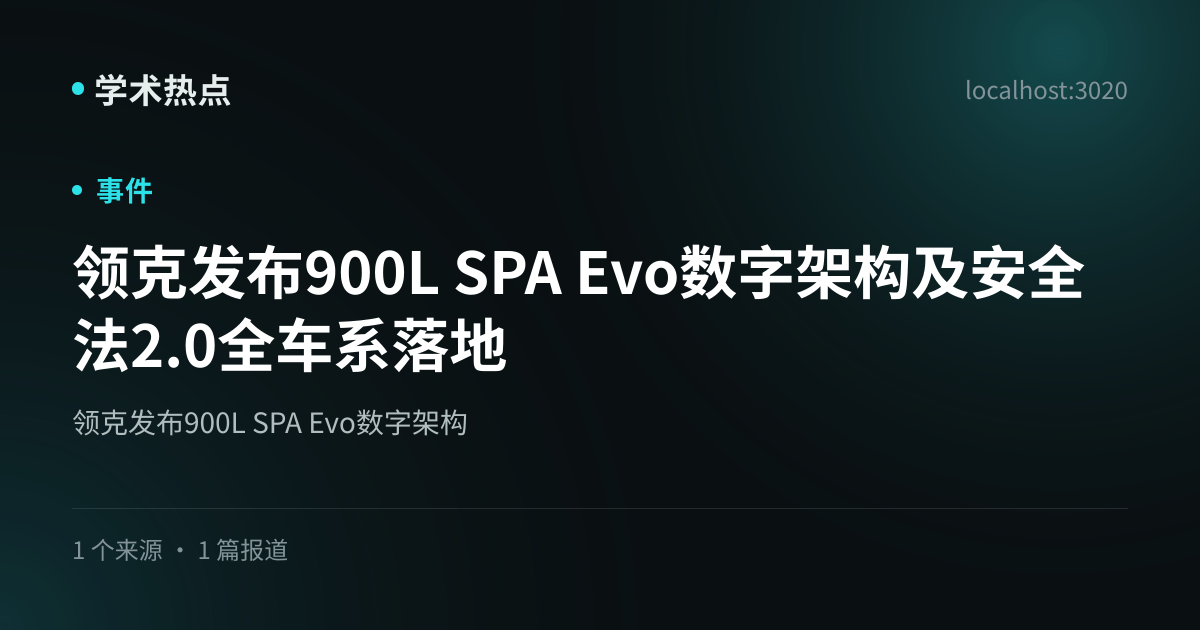 学术热点
localhost:3020
事件
领克发布900L SPA Evo数字架构及安全
法2.0全车系落地
领克发布900L SPA Evo数字架构
1 个来源 · 1 篇报道